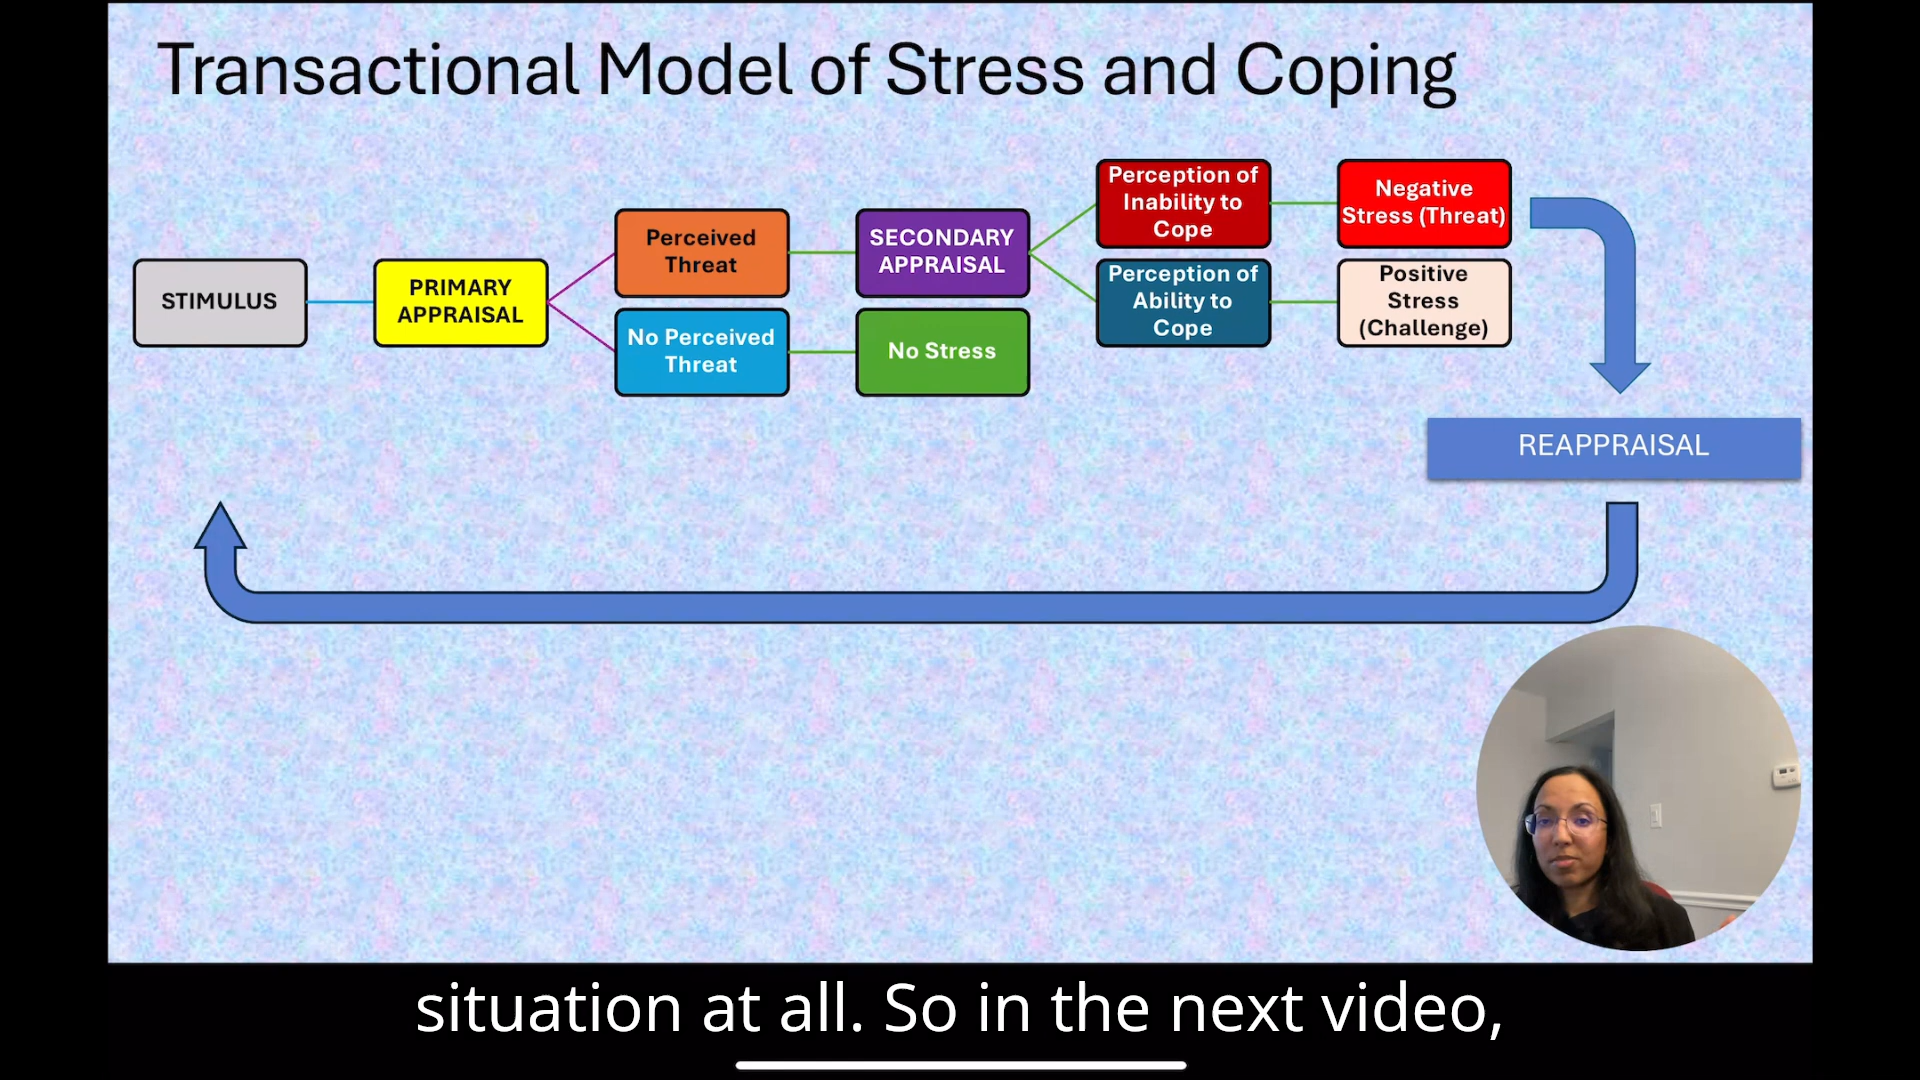 Transactional Model of Stress and Coping
STIMULUS
PRIMARY
APPRAISAL
Perceived
Threat
No Perceived
Threat
SECONDARY
APPRAISAL
No Stress
Perception of
Inability to
Cope
Perception of
Ability to
Cope
Negative
Stress (Threat)
Positive
Stress
(Challenge)
REAPPRAISAL
situation at all. So in the next video,